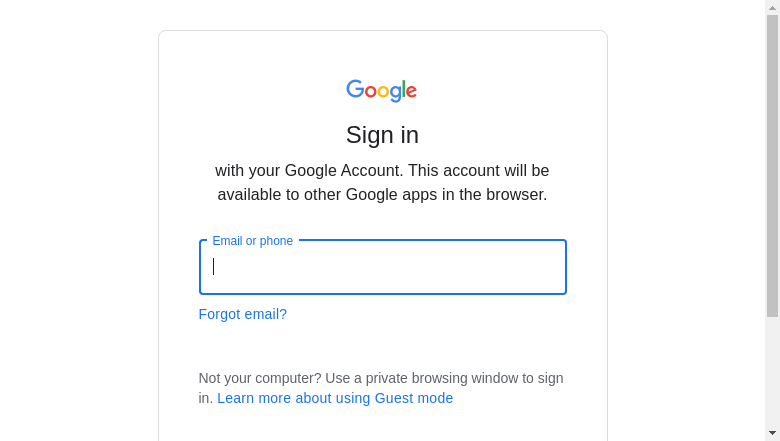 Google
Sign in
with your Google Account. This account will be
available to other Google apps in the browser.
Email or phone
Forgot email?
Not your computer? Use a private browsing window to sign
in. Learn more about using Guest mode